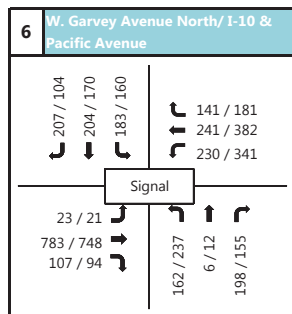 6
W. Garvey Avenue North/ I-10 &
Pacific Avenue
207 / 104
204 / 170
183 / 160
141 / 181
241 / 382
230 / 341
Signal
23 / 21
783 / 748
107 / 94
162 / 237
6 / 12
198 / 155